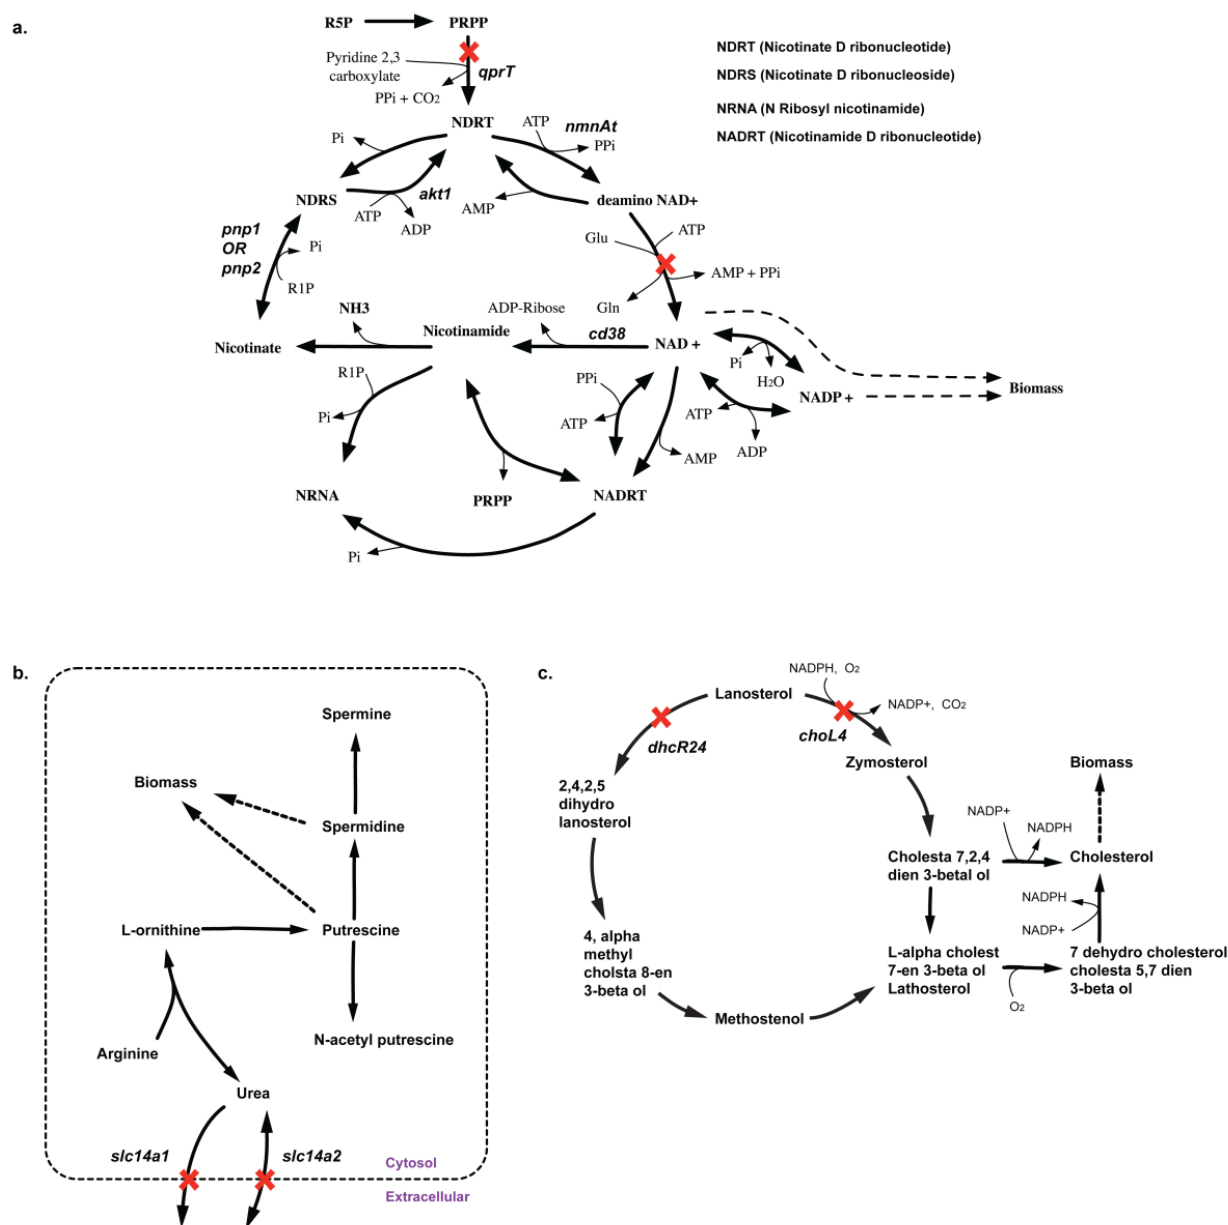 a.
R5P
PRPP
Pyridine 2,3
carboxylate
qprT
PPi + CO2
NDRT (Nicotinate D ribonucleotide)
NDRS (Nicotinate D ribonucleoside)
NRNA (N Ribosyl nicotinamide)
NADRT (Nicotinamide D ribonucleotide)
NDRT
ATP
nmnAt
PPi
Pi
NDRS
akt1
ATP
ADP
AMP
deamino NAD+
pnp1
OR
pnp2
Pi
R1P
Glu
ATP
AMP + PPi
Gln
NH3
ADP-Ribose
Nicotinamide
cd38
Nicotinate
NAD +
Pi
H2O
NADP +
Biomass
R1P
Pi
PPi
ATP
ATP
ADP
AMP
NRNA
PRPP
NADRT
Pi
b.
Spermine
Biomass
Spermidine
L-ornithine
Putrescine
Arginine
N-acetyl putrescine
Urea
slc14a1
slc14a2
Cytosol
Extracellular
c.
NADPH, O2
Lanosterol
NADP+, CO2
dhcR24
choL4
Zymosterol
Biomass
2,4,2,5
dihydro
lanosterol
NADP+
NADPH
Cholesta 7,2,4
dien 3-betal ol
Cholesterol
NADPH
NADP+
4, alpha
methyl
cholsta 8-en
3-beta ol
L-alpha cholest
7-en 3-beta ol
Lathosterol
O2
7 dehydro cholesterol
cholesta 5,7 dien
3-beta ol
Methostenol